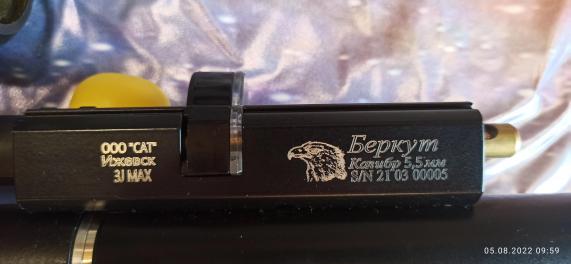 ООО "САТ"
Ижевск
3J MAX
Беркут
Калибр 5,5мм
S/N 21 03 00005
05.08.2022 09:59